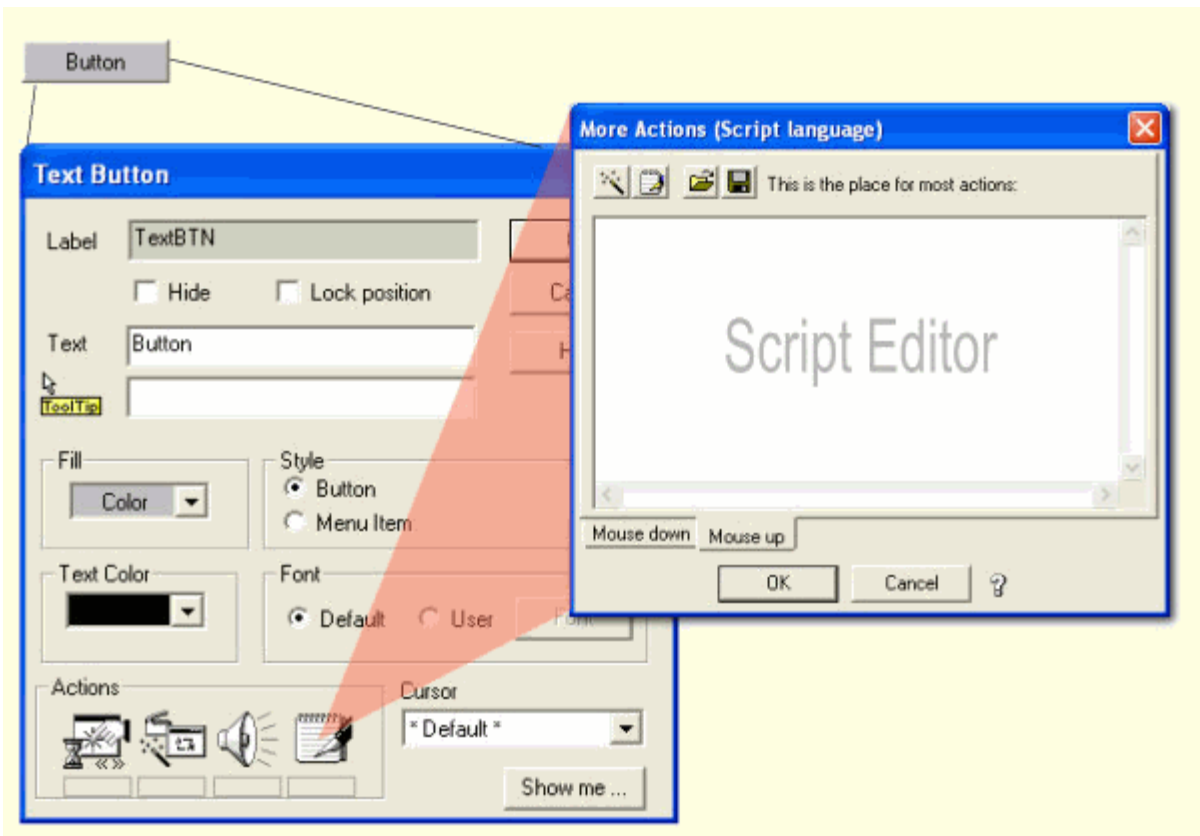 Button
More Actions (Script language)
This is the place for most actions:
Script Editor
Mouse down Mouse up
OK Cancel
Text Button
Label TextBTN
Hide Lock position
Text Button
ToolTip
Fill Style
Color Button
Menu Item
Text Color Font
Default User Font
Actions Cursor
* Default *
Show me ...